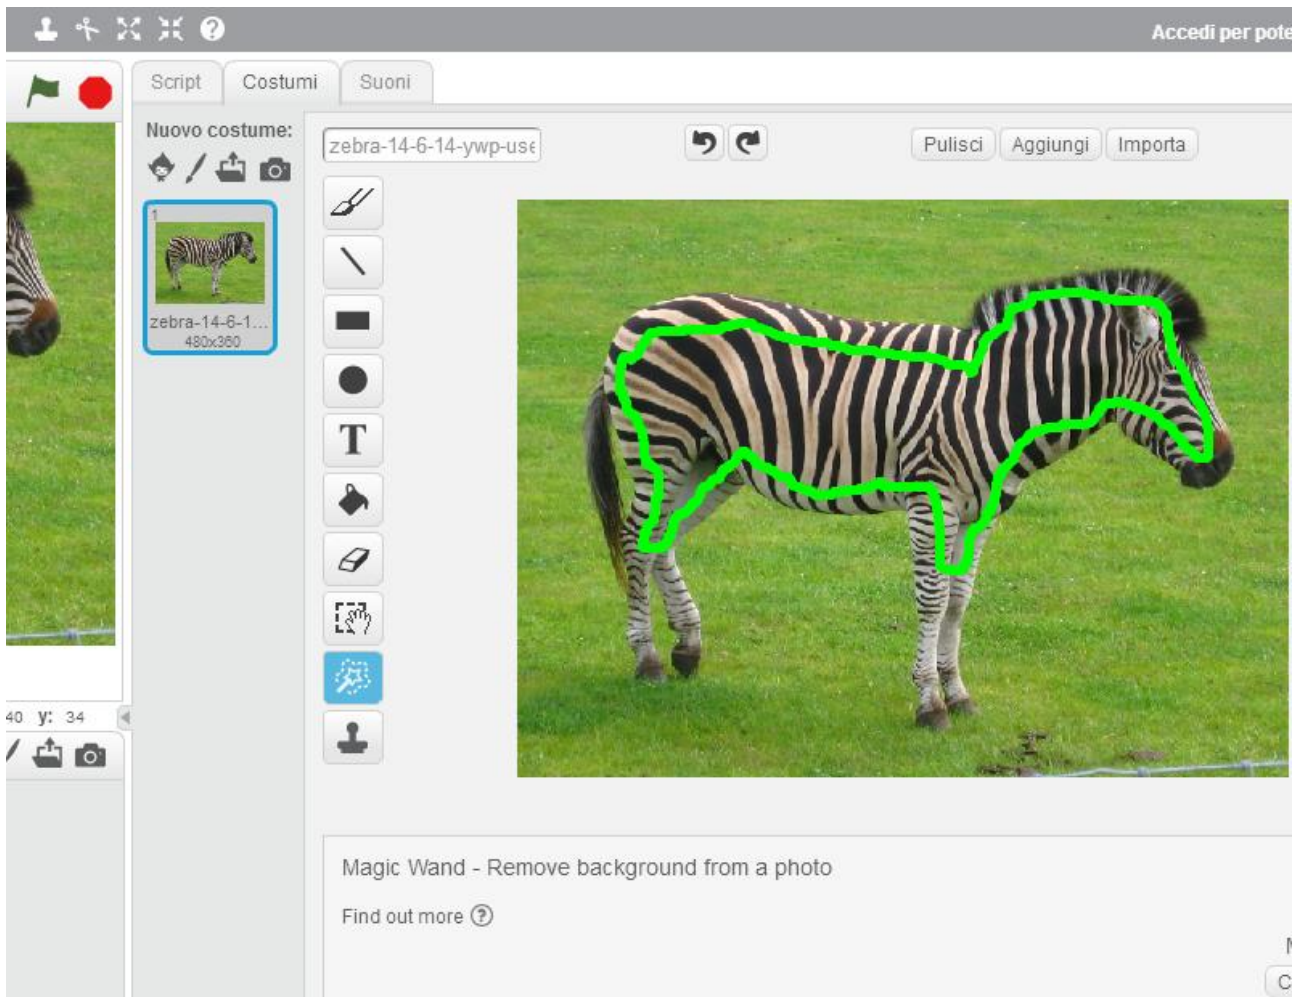 Accedi per pote
Script
Costumi
Suoni
Nuovo costume:
zebra-14-6-14-ywp-use
Pulisci
Aggiungi
Importa
1
zebra-14-6-1...
480x360
T
40 y: 34
Magic Wand - Remove background from a photo
Find out more ?
C